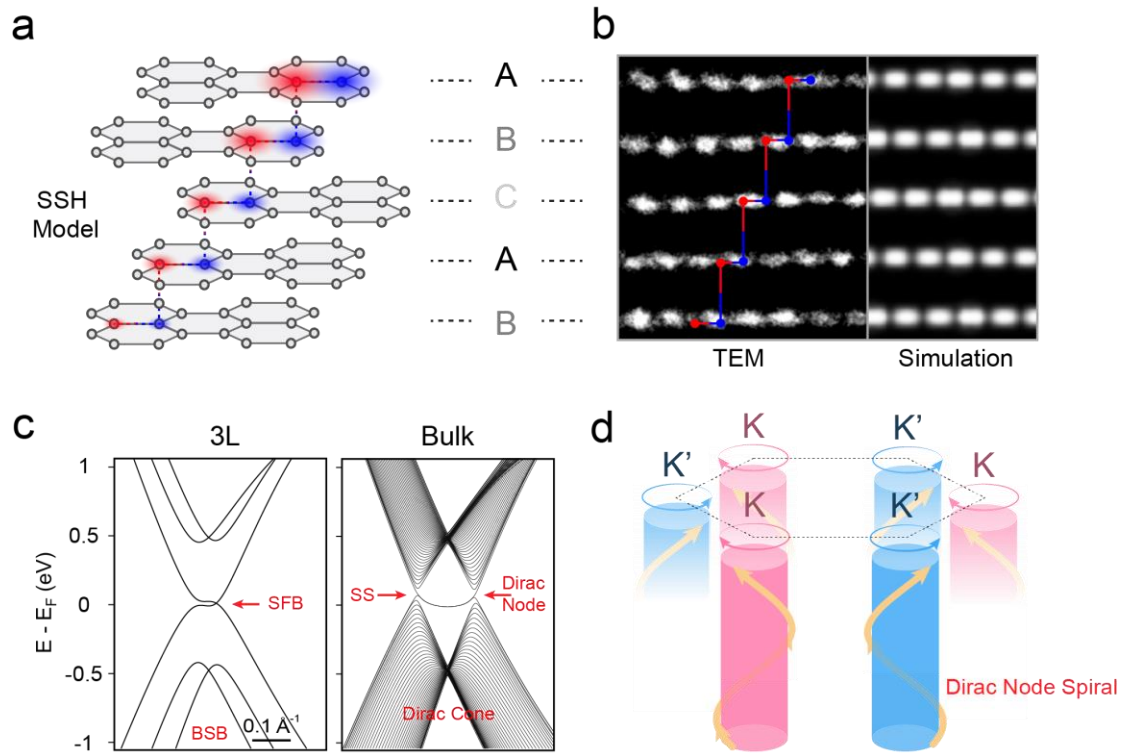 a
SSH
Model
A
B
C
A
B
b
TEM
Simulation
c
3L
Bulk
E - E_F (eV)
1
0.5
0
-0.5
-1
SFB
BSB
0.1 Å⁻¹
SS
Dirac
Node
Dirac Cone
d
K
K'
K'
K
K
K'
Dirac Node Spiral